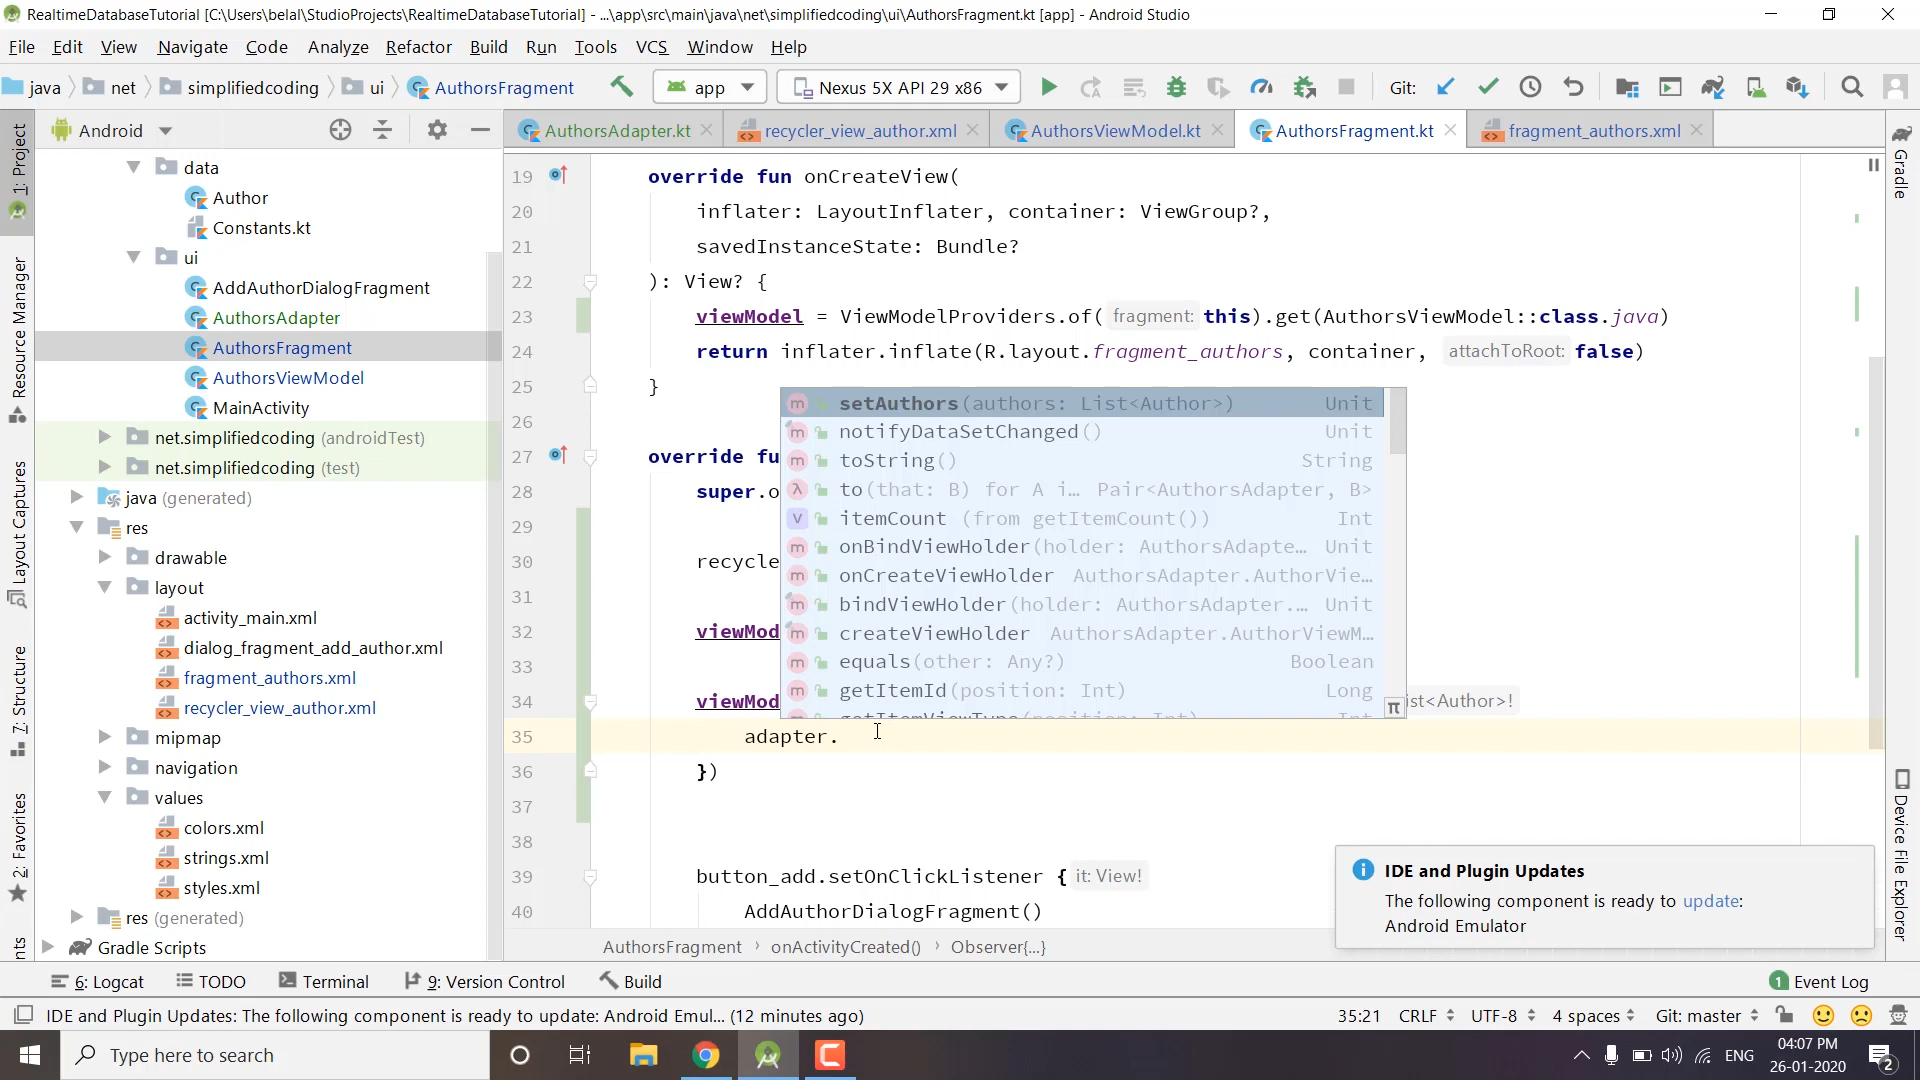 RealtimeDatabaseTutorial [C:\Users\belal\StudioProjects\RealtimeDatabaseTutorial] - ...\app\src\main\java\net\simplifiedcoding\ui\AuthorsFragment.kt [app] - Android Studio
File Edit View Navigate Code Analyze Refactor Build Run Tools VCS Window Help
java net simplifiedcoding ui AuthorsFragment app Nexus 5X API 29 x86 Git:
Android
AuthorsAdapter.kt recycler_view_author.xml AuthorsViewModel.kt AuthorsFragment.kt fragment_authors.xml
1: Project
Resource Manager
Layout Captures
7: Structure
2: Favorites
data
Author
Constants.kt
ui
AddAuthorDialogFragment
AuthorsAdapter
AuthorsFragment
AuthorsViewModel
MainActivity
net.simplifiedcoding (androidTest)
net.simplifiedcoding (test)
java (generated)
res
drawable
layout
activity_main.xml
dialog_fragment_add_author.xml
fragment_authors.xml
recycler_view_author.xml
mipmap
navigation
values
colors.xml
strings.xml
styles.xml
res (generated)
Gradle Scripts
19 override fun onCreateView(
20 inflater: LayoutInflater, container: ViewGroup?,
21 savedInstanceState: Bundle?
22 ): View? {
23 viewModel = ViewModelProviders.of( fragment: this).get(AuthorsViewModel::class.java)
24 return inflater.inflate(R.layout.fragment_authors, container, attachToRoot: false)
25 }
26
27 override fu
28 super.o
29
30 recycle
31
32 viewMod
33
34 viewMod ist<Author>!
35 adapter.
36 })
37
38
39 button_add.setOnClickListener { it: View!
40 AddAuthorDialogFragment()
setAuthors(authors: List<Author>) Unit
notifyDataSetChanged() Unit
toString() String
to(that: B) for A i... Pair<AuthorsAdapter, B>
itemCount (from getItemCount()) Int
onBindViewHolder(holder: AuthorsAdapte... Unit
onCreateViewHolder AuthorsAdapter.AuthorVie...
bindViewHolder(holder: AuthorsAdapter.... Unit
createViewHolder AuthorsAdapter.AuthorViewM...
equals(other: Any?) Boolean
getItemId(position: Int) Long
getItemViewType(position: Int) Int
π
AuthorsFragment › onActivityCreated() › Observer{...}
IDE and Plugin Updates
The following component is ready to update:
Android Emulator
Gradle
Device File Explorer
6: Logcat TODO Terminal 9: Version Control Build 1 Event Log
IDE and Plugin Updates: The following component is ready to update: Android Emul... (12 minutes ago) 35:21 CRLF UTF-8 4 spaces Git: master
Type here to search
ENG 04:07 PM
26-01-2020
2